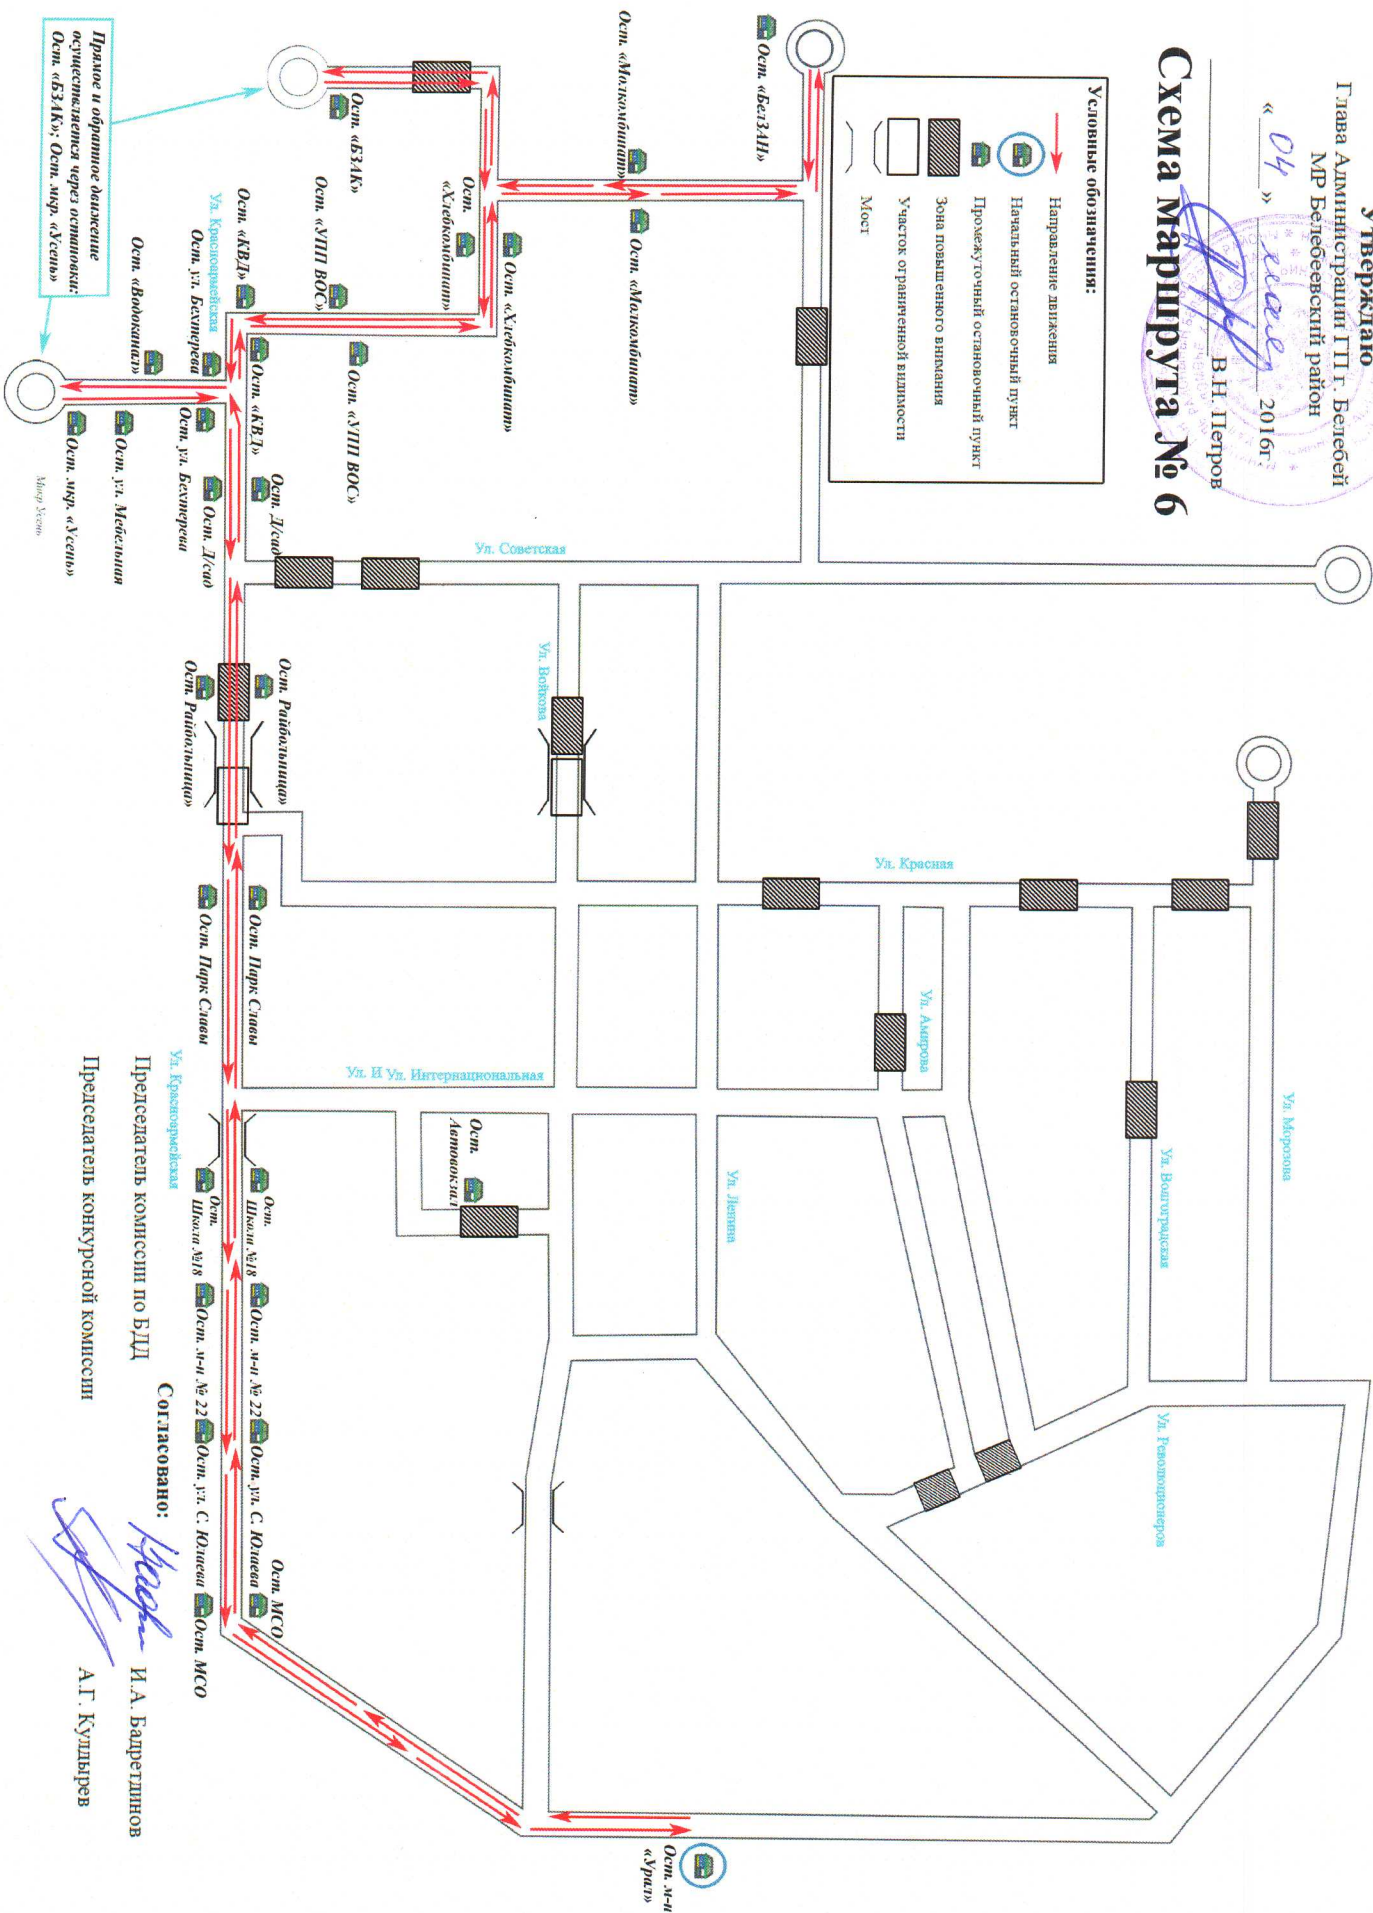 Утверждаю
Глава Администрации ГП г. Белебей
МР Белебеевский район
« 04 » 2016г.
В.Н. Петров
Схема маршрута № 6
Условные обозначения:
Направление движения
Начальный остановочный пункт
Промежуточный остановочный пункт
Зона повышенного внимания
Участок ограниченной видимости
Мост
Ост. «БелЗАН»
Ост. «Молкомбинат»
Ост. «Молкомбинат»
Ост. «Хлебкомбинат»
Ост.
«Хлебкомбинат»
Ост. «БЗАК»
Ост. «УПП ВОС»
Ост. «УПП ВОС»
Ост. «КВД»
Ост. «КВД»
Ул. Красноармейская
Ост. ул. Бехтерева
Ост. ул. Бехтерева
Ост. «Водоканал»
Ост. ул. Мебельная
Ост. мкр. «Усень»
Микр Усень
Прямое и обратное движение
осуществляется через остановки:
Ост. «БЗАК»; Ост. мкр. «Усень»
Ост. Д/сад
Ост. Д/сад
Ул. Советская
Ул. Войкова
Ост. Райбольница»
Ост. Райбольница»
Ул. Красная
Ост. Парк Славы
Ост. Парк Славы
Ул. Амирова
Ул. И Ул. Интернациональная
Ул. Морозова
Ул. Волгоградская
Ул. Ленина
Ост.
Автовокзал
Ул. Красноармейская
Ост.
Школа №18
Ост.
Школа №18
Ост. м-н № 22
Ост. м-н № 22
Ост. ул. С. Юлаева
Ост. ул. С. Юлаева
Ост. МСО
Ост. МСО
Ул. Революционеров
Ост. м-н
«Урал»
Согласовано:
Председатель комиссии по БДД И.А. Бадретдинов
Председатель конкурсной комиссии А.Г. Кулдырев